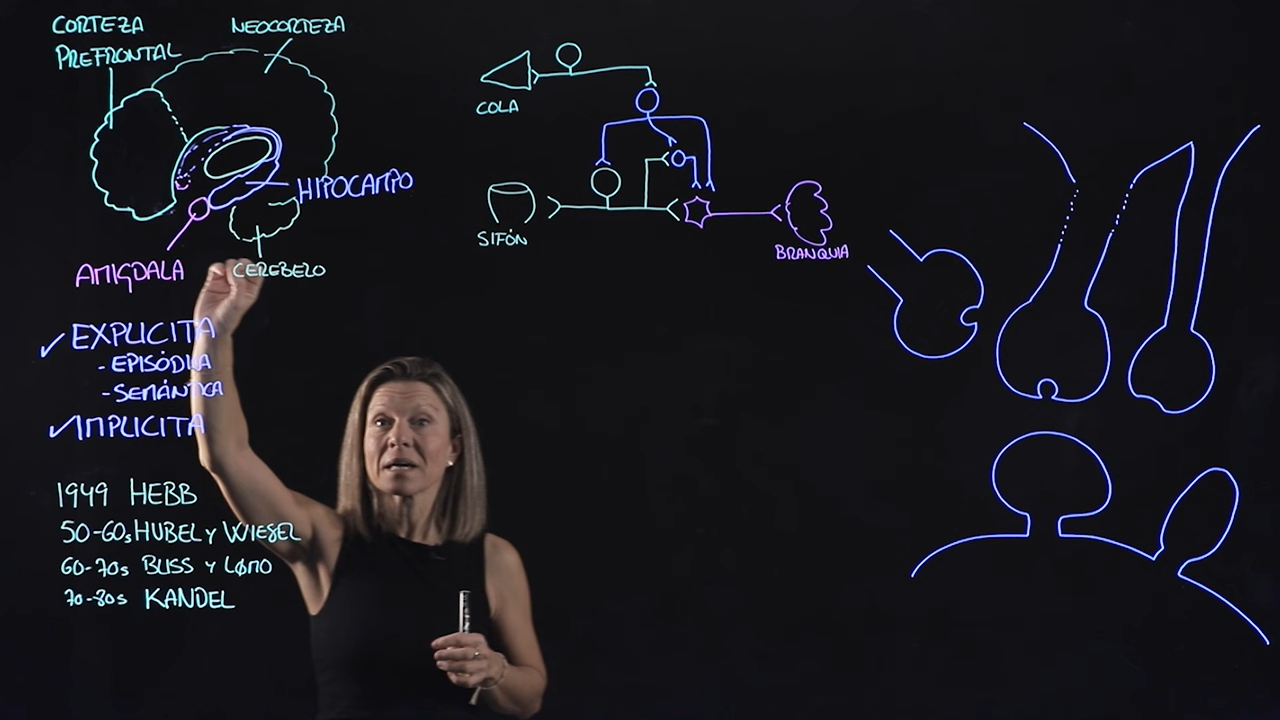 CORTEZA
PREFRONTAL
NEOCORTEZA
HIPOCAMPO
AMIGDALA
CEREBELO
✓ EXPLICITA
- EPISÓDICA
- SEMÁNTICA
✓ IMPLICITA
1949 HEBB
50-60s HUBEL Y WIESEL
60-70s BLISS Y LØMO
70-80s KANDEL
COLA
SIFÓN
BRANQUIA